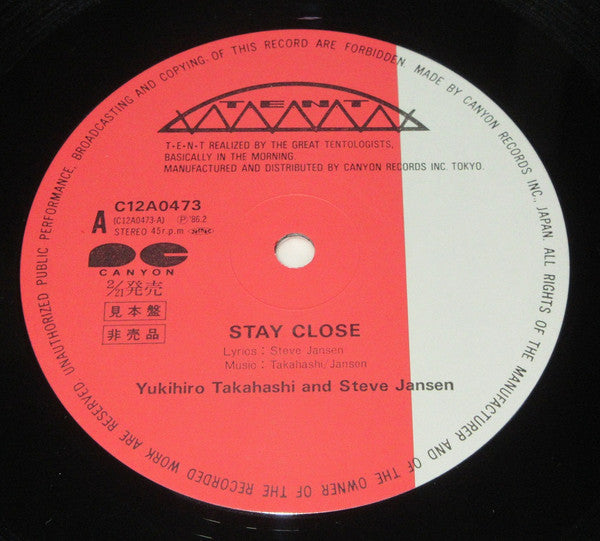 UNAUTHORIZED PUBLIC PERFORMANCE, BROADCASTING AND COPYING OF THIS RECORD ARE FORBIDDEN. MADE BY CANYON RECORDS INC., JAPAN. ALL RIGHTS OF THE MANUFACTURER AND OF THE OWNER OF THE RECORDED WORK ARE RESERVED
TENT
T-E-N-T REALIZED BY THE GREAT TENTOLOGISTS,
BASICALLY IN THE MORNING.
MANUFACTURED AND DISTRIBUTED BY CANYON RECORDS INC. TOKYO.
A
C12A0473
(C12A0473-A) Ⓟ'86.2
STEREO 45r.p.m
CANYON
2/21発売
見本盤
非売品
STAY CLOSE
Lyrics : Steve Jansen
Music : Takahashi/Jansen
Yukihiro Takahashi and Steve Jansen